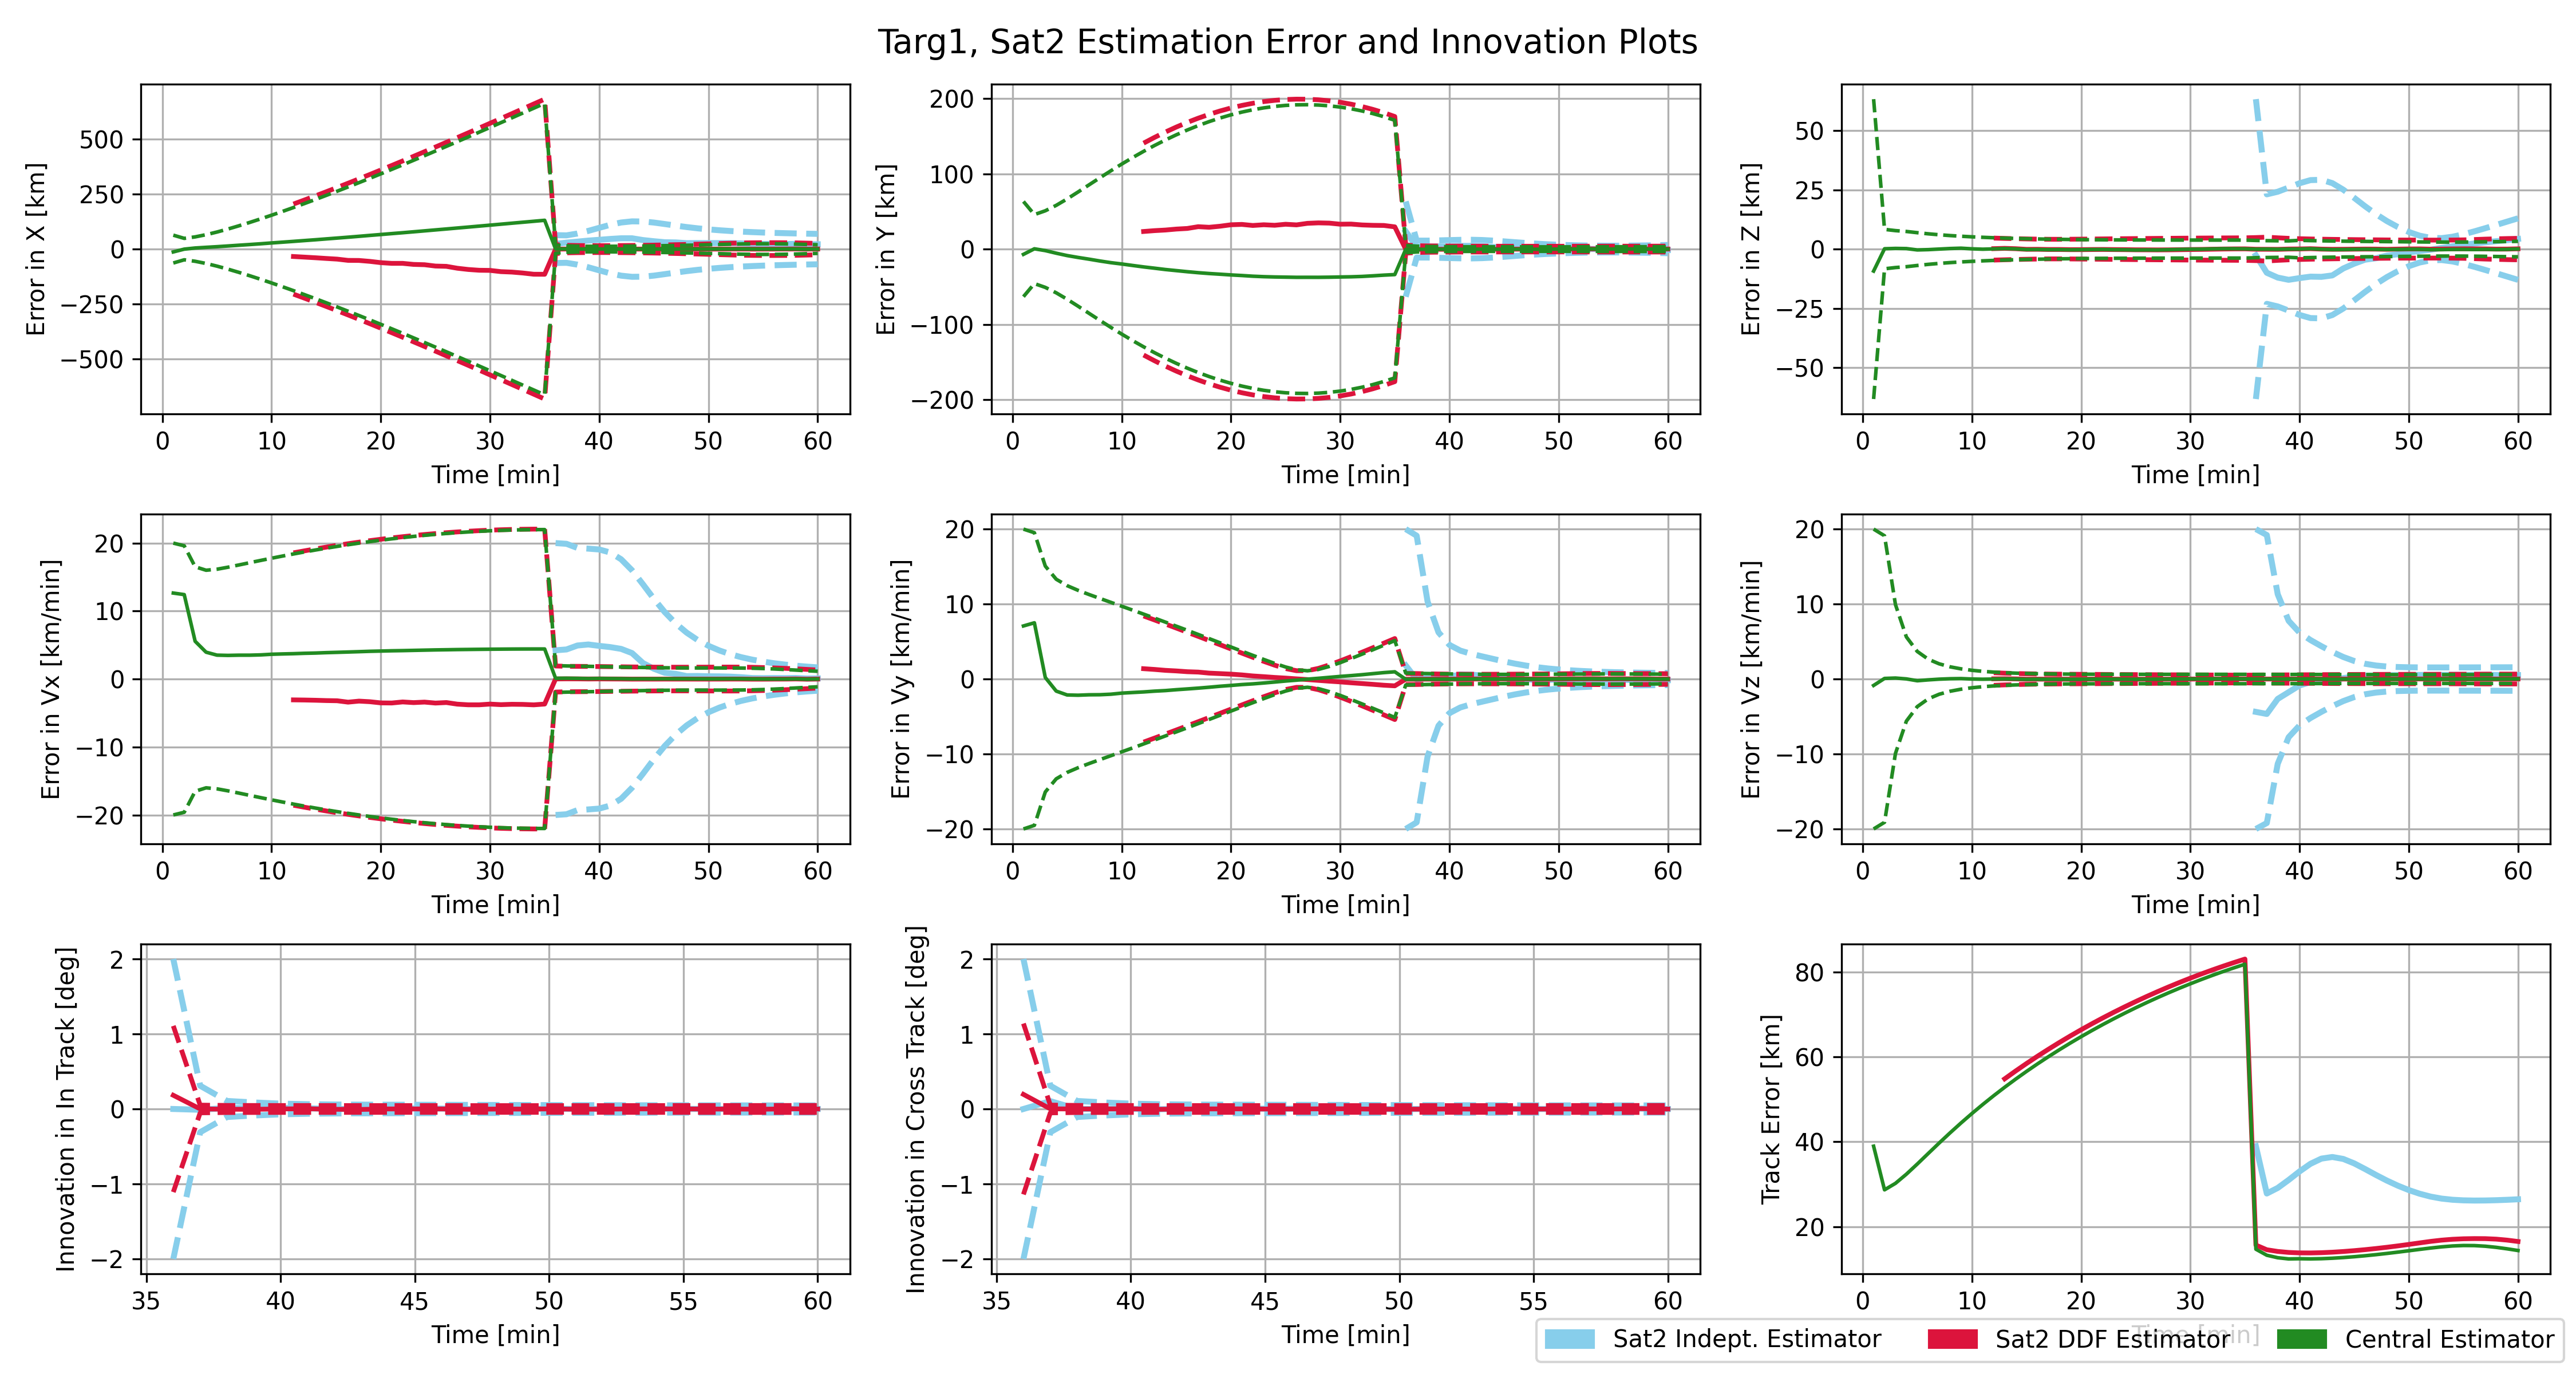 Targ1, Sat2 Estimation Error and Innovation Plots
Error in X [km]
500
250
0
−250
−500
0 10 20 30 40 50 60
Time [min]
Error in Y [km]
200
100
0
−100
−200
0 10 20 30 40 50 60
Time [min]
Error in Z [km]
50
25
0
−25
−50
0 10 20 30 40 50 60
Time [min]
Error in Vx [km/min]
20
10
0
−10
−20
0 10 20 30 40 50 60
Time [min]
Error in Vy [km/min]
20
10
0
−10
−20
0 10 20 30 40 50 60
Time [min]
Error in Vz [km/min]
20
10
0
−10
−20
0 10 20 30 40 50 60
Time [min]
Innovation in In Track [deg]
2
1
0
−1
−2
35 40 45 50 55 60
Time [min]
Innovation in Cross Track [deg]
2
1
0
−1
−2
35 40 45 50 55 60
Time [min]
Track Error [km]
80
60
40
20
0 10 20 30 40 50 60
Time [min]
Sat2 Indept. Estimator
Sat2 DDF Estimator
Central Estimator